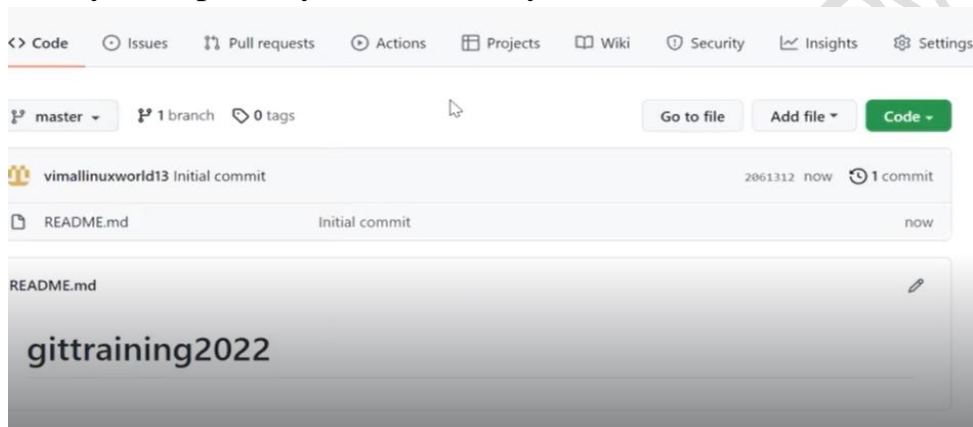 Code Issues Pull requests Actions Projects Wiki Security Insights Settings
master 1 branch 0 tags Go to file Add file Code
vimallinuxworld13 Initial commit 2061312 now 1 commit
README.md Initial commit now
README.md
gittraining2022